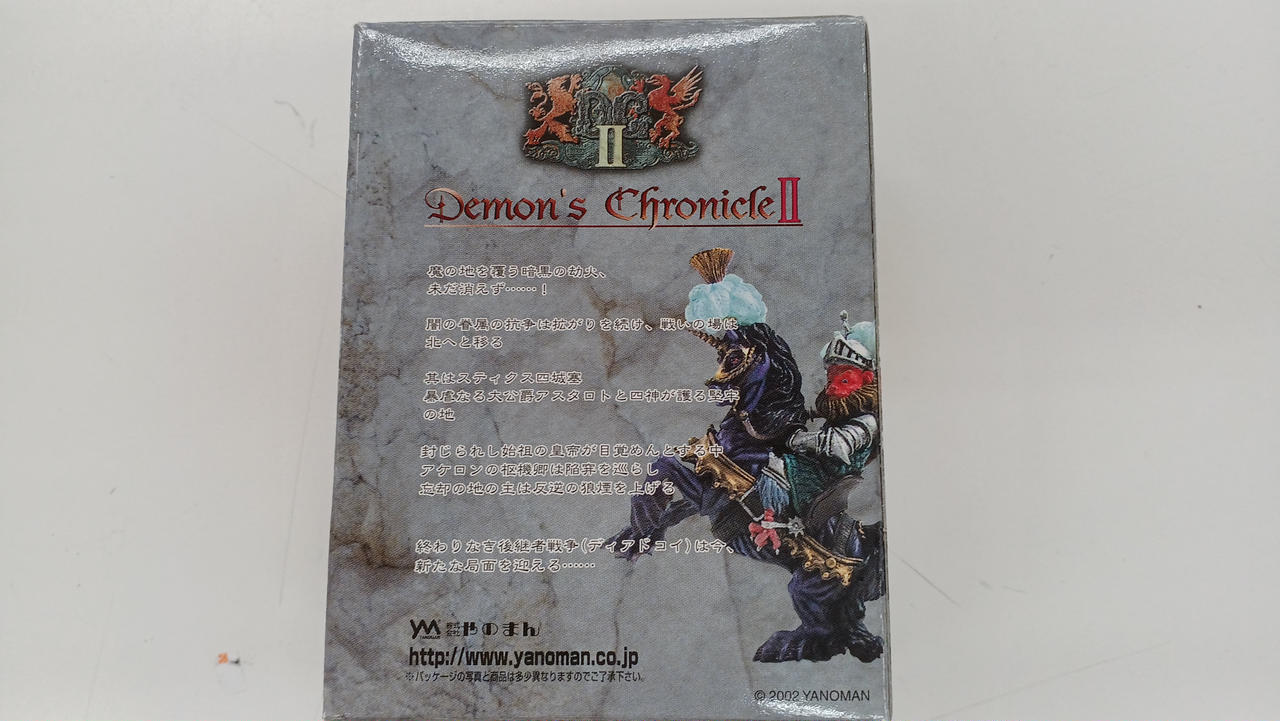 DC
II
Demon's Chronicle II
魔の地を覆う暗黒の劫火、
未だ消えず……！
闇の眷属の抗争は拡がりを続け、戦いの場は
北へと移る
其はスティクス四城塞
暴虐なる大公爵アスタロトと四神が護る堅牢
の地
封じられし始祖の皇帝が目覚めんとする中
アケロンの枢機卿は陥穽を巡らし
忘却の地の主は反逆の狼煙を上げる
終わりなき後継者戦争(ディアドコイ)は今、
新たな局面を迎える……
YM YANOMAN 株式会社 やのまん
http://www.yanoman.co.jp
※パッケージの写真と商品は多少異なりますのでご了承下さい。
© 2002 YANOMAN